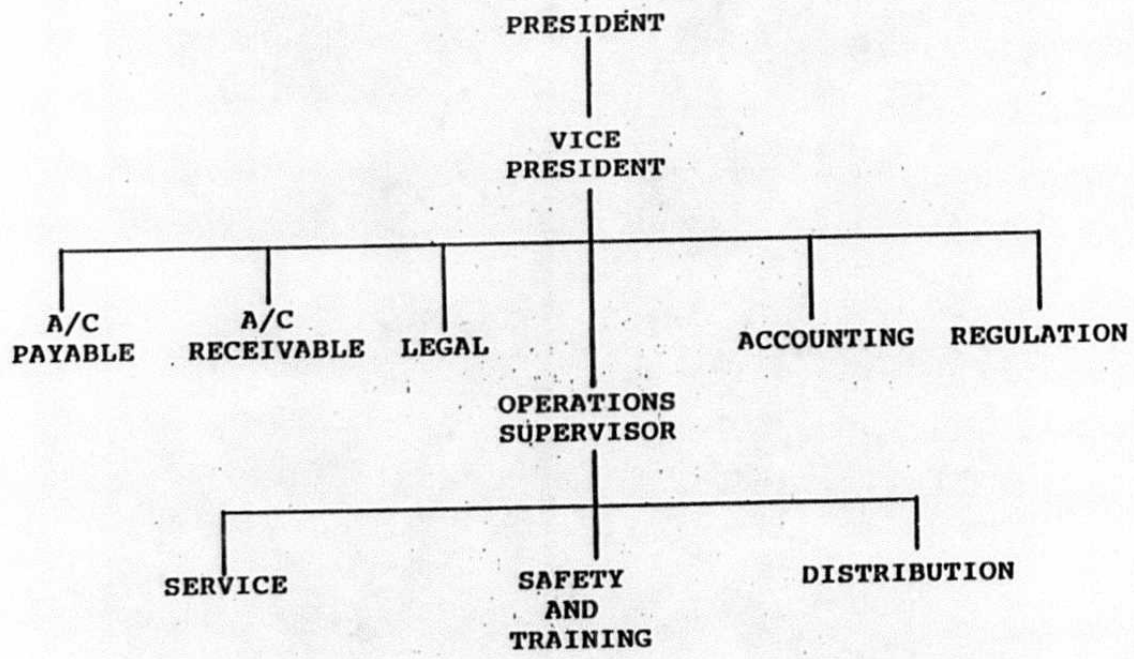 PRESIDENT
VICE
PRESIDENT
A/C
PAYABLE
A/C
RECEIVABLE
LEGAL
ACCOUNTING
REGULATION
OPERATIONS
SUPERVISOR
SERVICE
SAFETY
AND
TRAINING
DISTRIBUTION